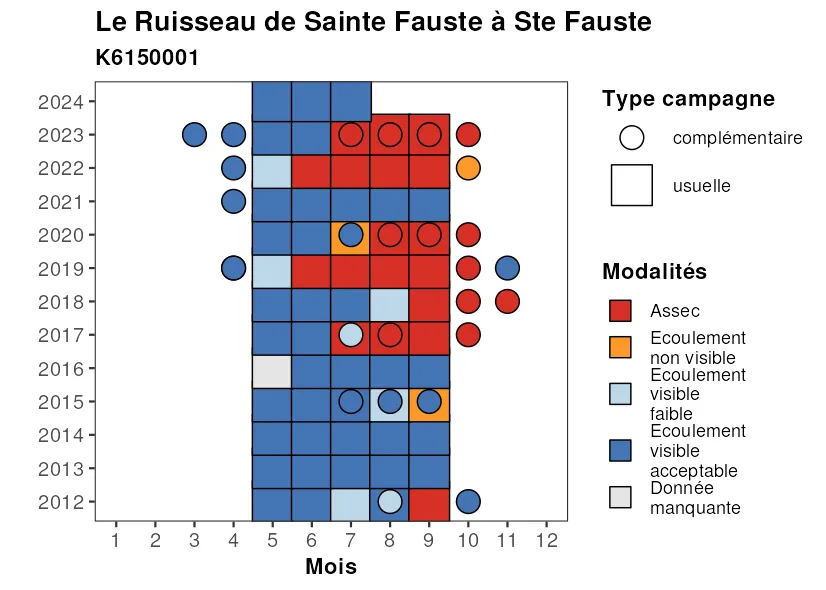 Le Ruisseau de Sainte Fauste à Ste Fauste
K6150001
2024
2023
2022
2021
2020
2019
2018
2017
2016
2015
2014
2013
2012
1 2 3 4 5 6 7 8 9 10 11 12
Mois
Type campagne
complémentaire
usuelle
Modalités
Assec
Ecoulement
non visible
Ecoulement
visible
faible
Ecoulement
visible
acceptable
Donnée
manquante